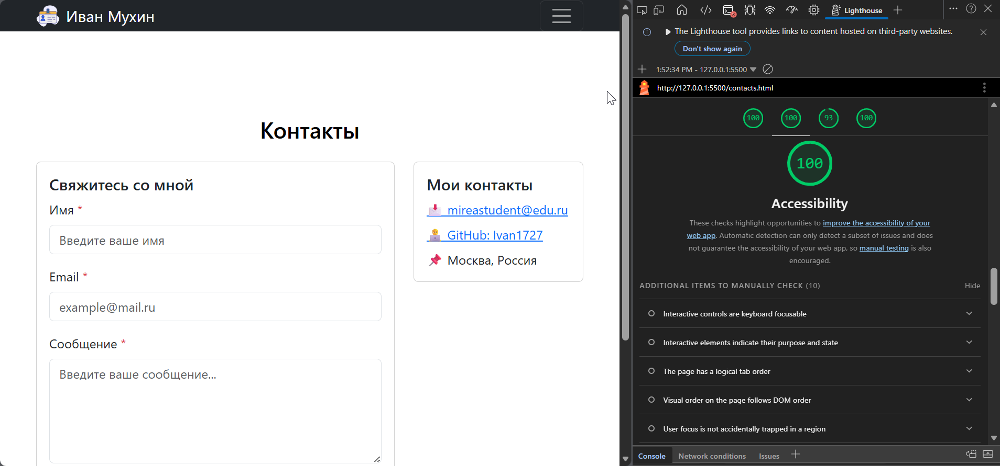 Иван Мухин
Контакты
Свяжитесь со мной
Имя *
Введите ваше имя
Email *
example@mail.ru
Сообщение *
Введите ваше сообщение...
Мои контакты
mireastudent@edu.ru
GitHub: Ivan1727
Москва, Россия
Lighthouse
The Lighthouse tool provides links to content hosted on third-party websites.
Don't show again
1:52:34 PM - 127.0.0.1:5500
http://127.0.0.1:5500/contacts.html
100 100 93 100
100
Accessibility
These checks highlight opportunities to improve the accessibility of your
web app. Automatic detection can only detect a subset of issues and does
not guarantee the accessibility of your web app, so manual testing is also
encouraged.
ADDITIONAL ITEMS TO MANUALLY CHECK (10) Hide
Interactive controls are keyboard focusable
Interactive elements indicate their purpose and state
The page has a logical tab order
Visual order on the page follows DOM order
User focus is not accidentally trapped in a region
Console Network conditions Issues